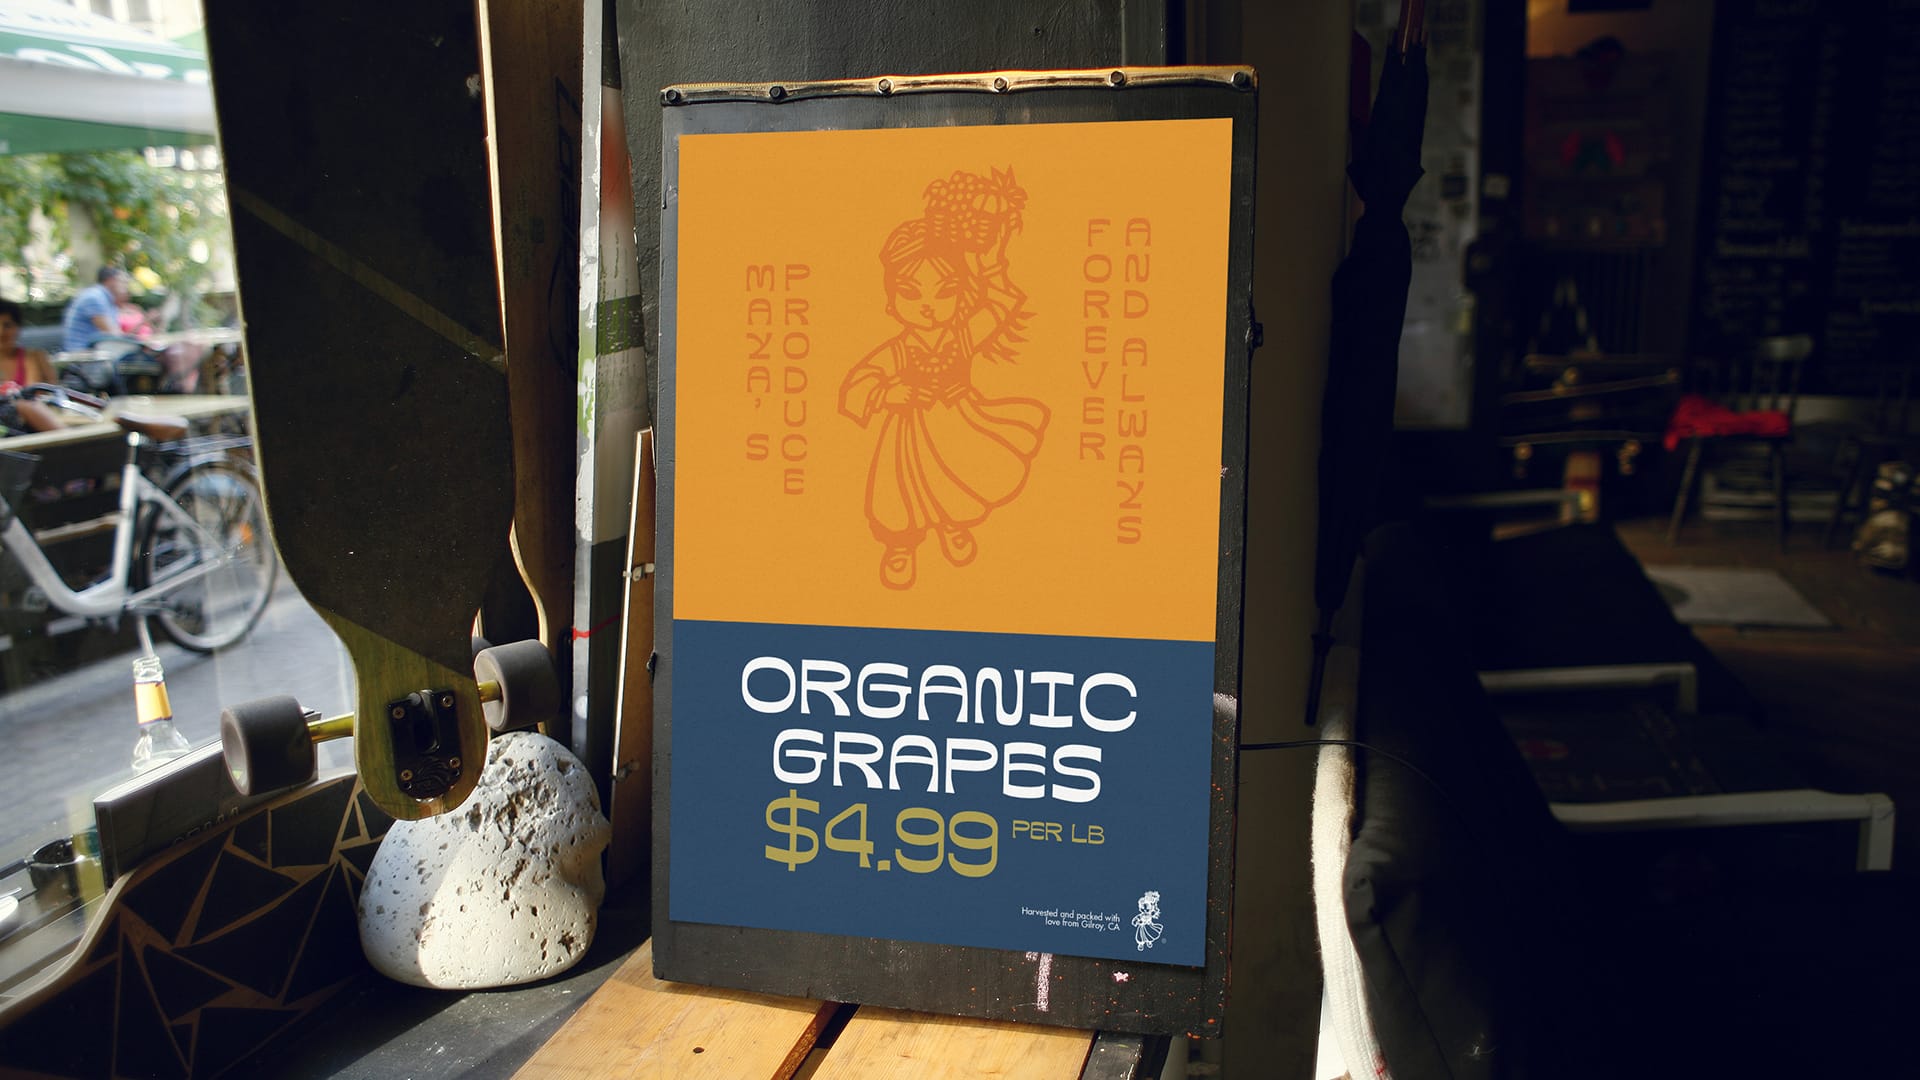 MAYA'S
PRODUCE
FOREVER
AND ALWAYS
ORGANIC
GRAPES
$4.99 PER LB
Harvested and packed with
love from Gilroy, CA